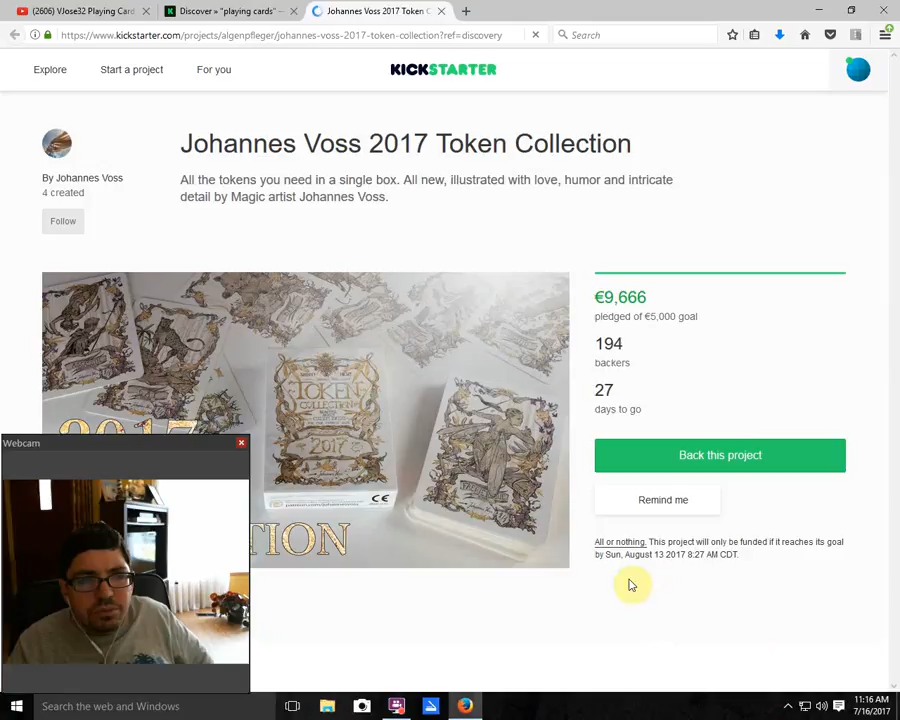 (2606) VJose32 Playing Card
Discover » "playing cards" —
Johannes Voss 2017 Token C
https://www.kickstarter.com/projects/algenpfleger/johannes-voss-2017-token-collection?ref=discovery
Search
Explore
Start a project
For you
KICKSTARTER
By Johannes Voss
4 created
Follow
Johannes Voss 2017 Token Collection
All the tokens you need in a single box. All new, illustrated with love, humor and intricate
detail by Magic artist Johannes Voss.
TOKEN
COLLECTION
2017
CE
2017
TION
€9,666
pledged of €5,000 goal
194
backers
27
days to go
Back this project
Remind me
All or nothing. This project will only be funded if it reaches its goal
by Sun, August 13 2017 8:27 AM CDT.
Webcam
Search the web and Windows
11:16 AM
7/16/2017